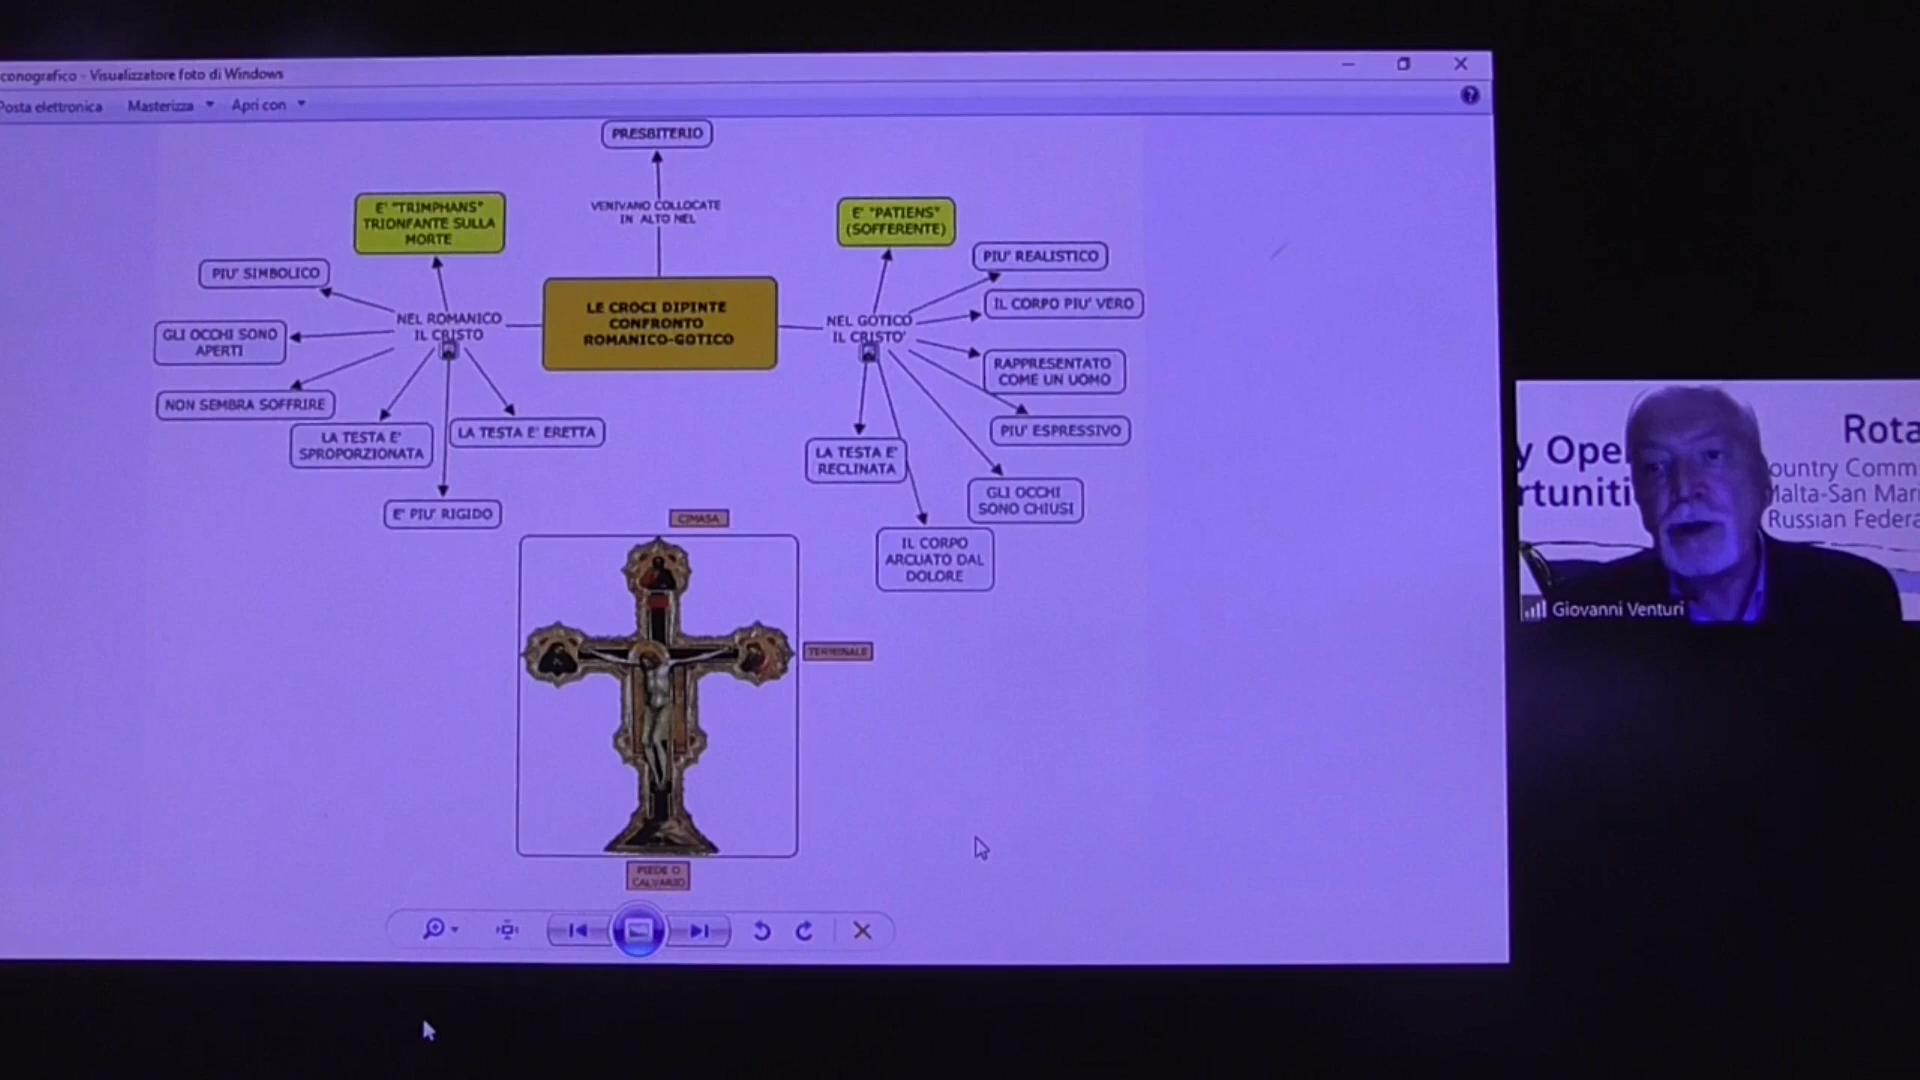 conografico - Visualizzatore foto di Windows
Posta elettronica Masterizza Apri con
PRESBITERIO
VENIVANO COLLOCATE
IN ALTO NEL
E' "TRIMPHANS"
TRIONFANTE SULLA
MORTE
E' "PATIENS"
(SOFFERENTE)
PIU' SIMBOLICO
PIU' REALISTICO
LE CROCI DIPINTE
CONFRONTO
ROMANICO-GOTICO
NEL ROMANICO
IL CRISTO
NEL GOTICO
IL CRISTO'
IL CORPO PIU' VERO
GLI OCCHI SONO
APERTI
RAPPRESENTATO
COME UN UOMO
NON SEMBRA SOFFRIRE
LA TESTA E'
SPROPORZIONATA
LA TESTA E' ERETTA
PIU' ESPRESSIVO
LA TESTA E'
RECLINATA
GLI OCCHI
SONO CHIUSI
E' PIU' RIGIDO
CIMASA
IL CORPO
ARCUATO DAL
DOLORE
TERMINALE
PIEDE O
CALVARIO
y Ope
rtuniti
Rota
ountry Comm
Malta-San Mari
Russian Federa
Giovanni Venturi